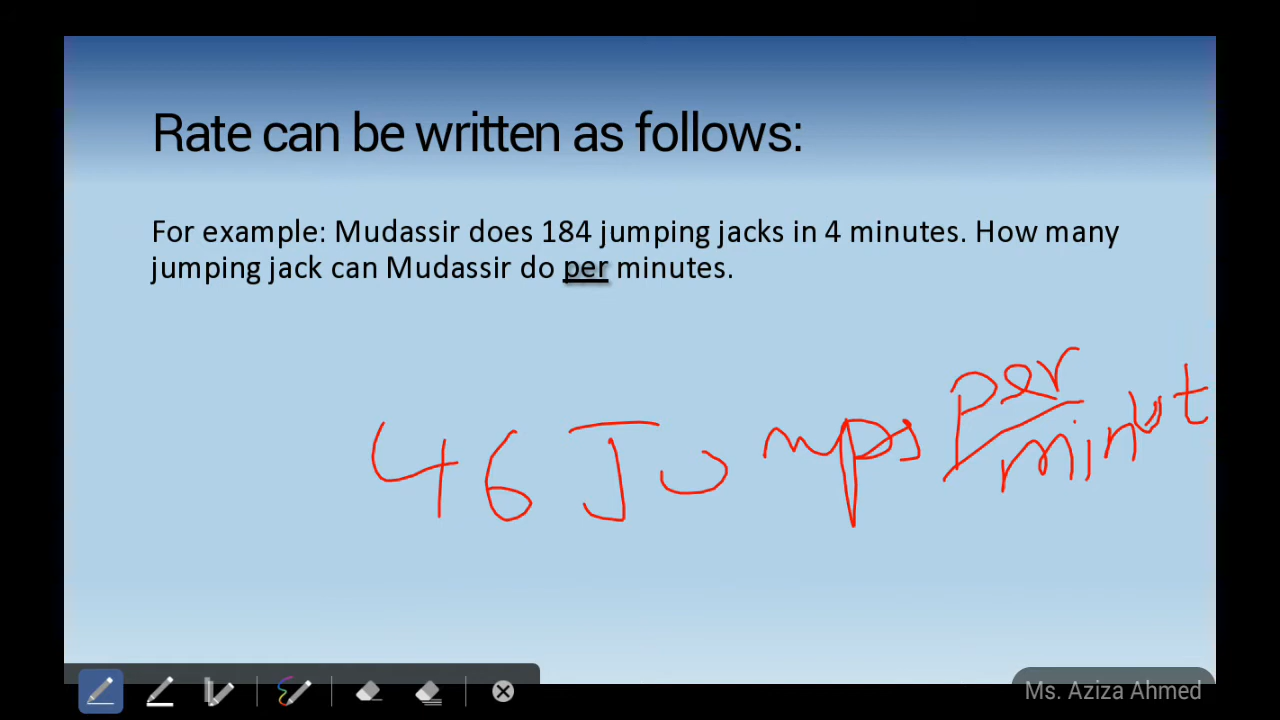 Rate can be written as follows:
For example: Mudassir does 184 jumping jacks in 4 minutes. How many
jumping jack can Mudassir do per minutes.
46 Jumps per
minut
Ms. Aziza Ahmed